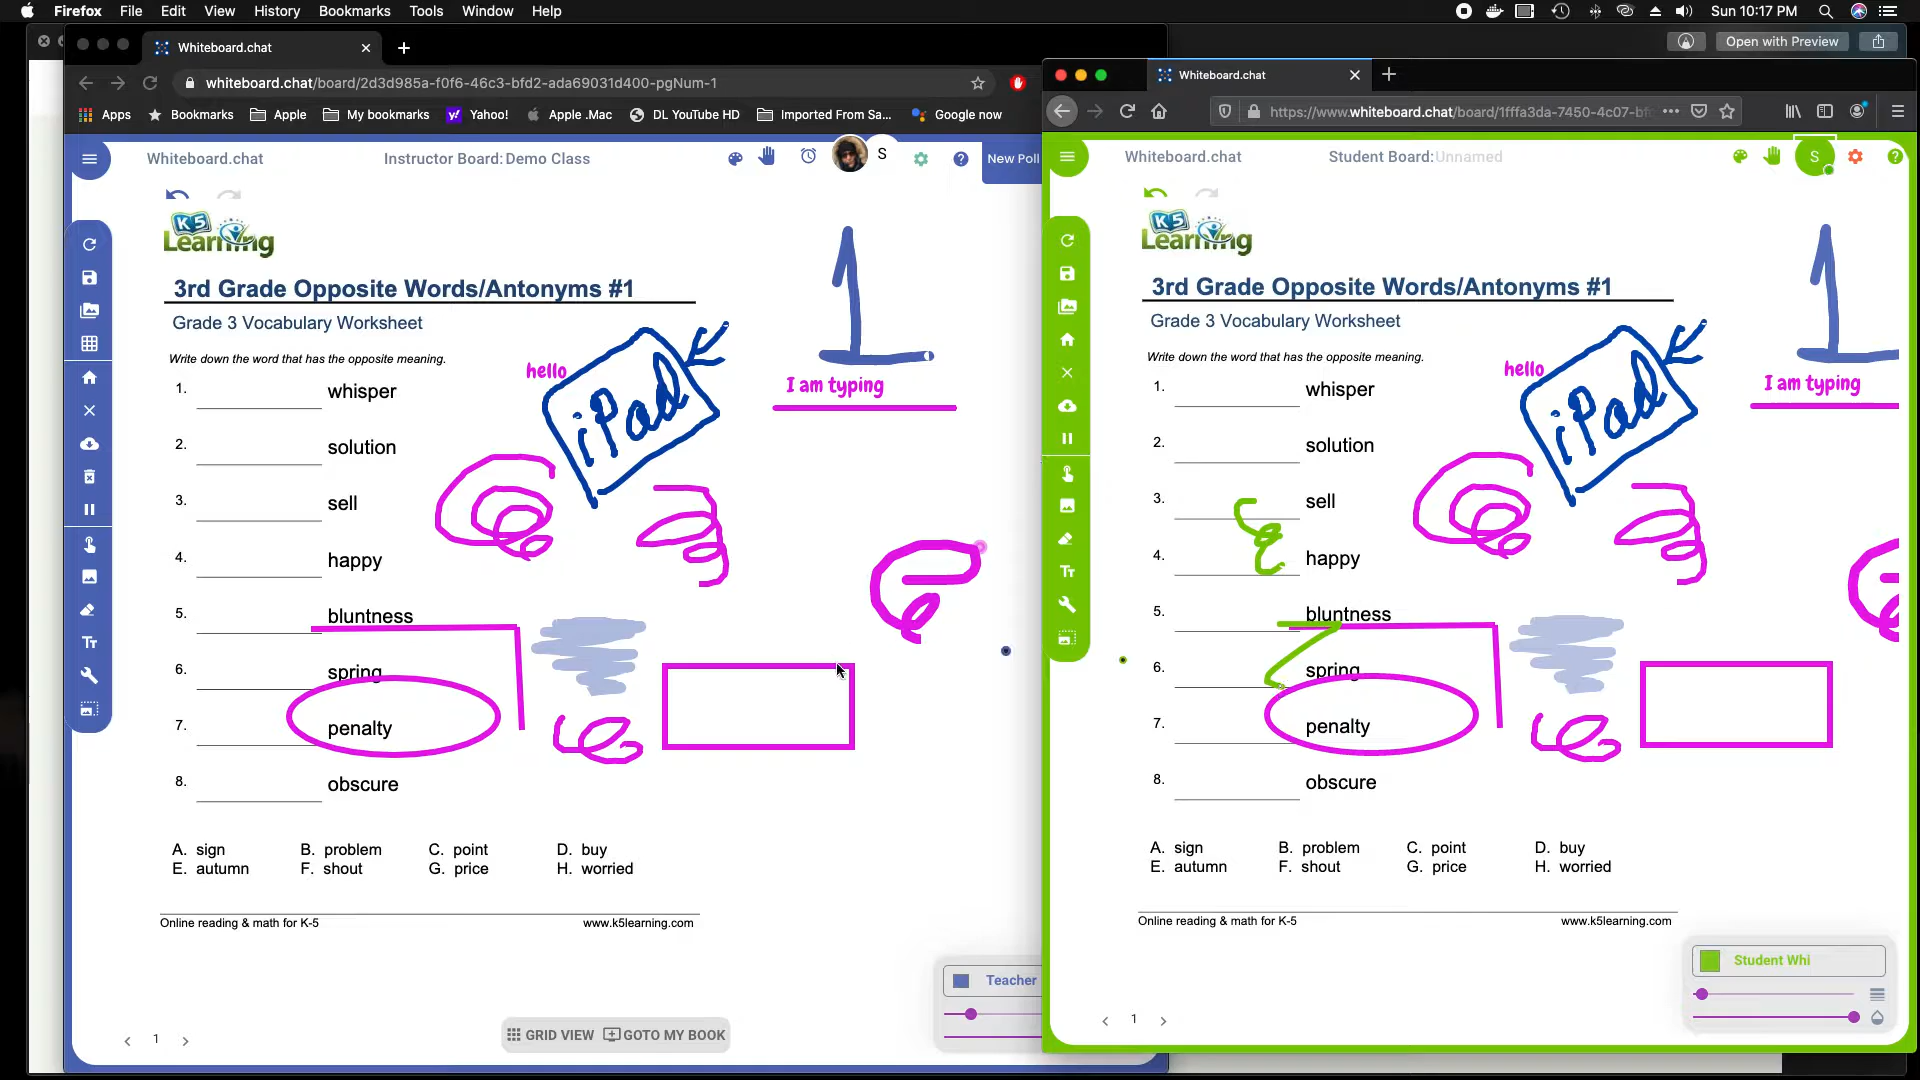 Firefox File Edit View History Bookmarks Tools Window Help Sun 10:17 PM
Open with Preview
Whiteboard.chat
whiteboard.chat/board/2d3d985a-f0f6-46c3-bfd2-ada69031d400-pgNum-1
Apps Bookmarks Apple My bookmarks Yahoo! Apple .Mac DL YouTube HD Imported From Sa... Google now
Whiteboard.chat Instructor Board: Demo Class S New Poll
K5
Learning
1
3rd Grade Opposite Words/Antonyms #1
Grade 3 Vocabulary Worksheet
Write down the word that has the opposite meaning.
hello
iPad
I am typing
1. whisper
2. solution
3. sell
4. happy
5. bluntness
6. spring
7. penalty
8. obscure
A. sign B. problem C. point D. buy
E. autumn F. shout G. price H. worried
Online reading & math for K-5 www.k5learning.com
Teacher
1
GRID VIEW GOTO MY BOOK
Whiteboard.chat
https://www.whiteboard.chat/board/1fffa3da-7450-4c07-bf
Whiteboard.chat Student Board: Unnamed S
K5
Learning
1
3rd Grade Opposite Words/Antonyms #1
Grade 3 Vocabulary Worksheet
Write down the word that has the opposite meaning.
hello
iPad
I am typing
1. whisper
2. solution
3. sell
4. happy
5. bluntness
6. spring
7. penalty
8. obscure
A. sign B. problem C. point D. buy
E. autumn F. shout G. price H. worried
Online reading & math for K-5 www.k5learning.com
Student Whi
1